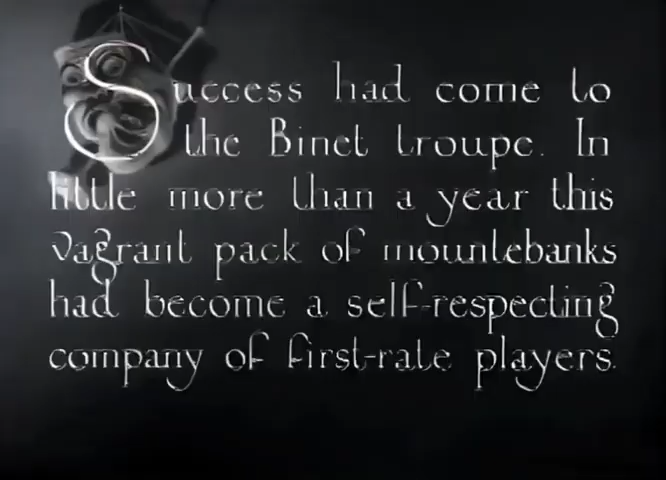 Success had come to
the Binet troupe. In
little more than a year this
vagrant pack of mountebanks
had become a self-respecting
company of first-rate players.